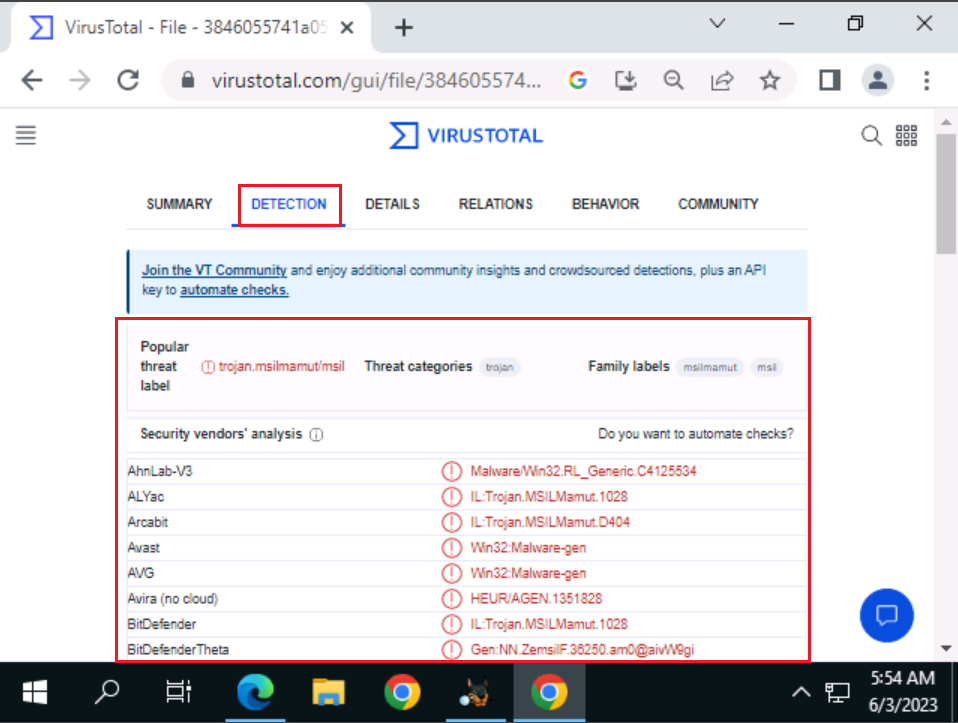 VirusTotal - File - 3846055741a05
virustotal.com/gui/file/384605574...
VIRUSTOTAL
SUMMARY DETECTION DETAILS RELATIONS BEHAVIOR COMMUNITY
Join the VT Community and enjoy additional community insights and crowdsourced detections, plus an API
key to automate checks.
Popular
threat
label
trojan.msilmamut/msil
Threat categories trojan
Family labels msilmamut msil
Security vendors' analysis
Do you want to automate checks?
AhnLab-V3 Malware/Win32.RL_Generic.C4125534
ALYac IL:Trojan.MSILMamut.1028
Arcabit IL:Trojan.MSILMamut.D404
Avast Win32:Malware-gen
AVG Win32:Malware-gen
Avira (no cloud) HEUR/AGEN.1351828
BitDefender IL:Trojan.MSILMamut.1028
BitDefenderTheta Gen:NN.ZemsilF.36250.am0@aivW9gi
5:54 AM
6/3/2023